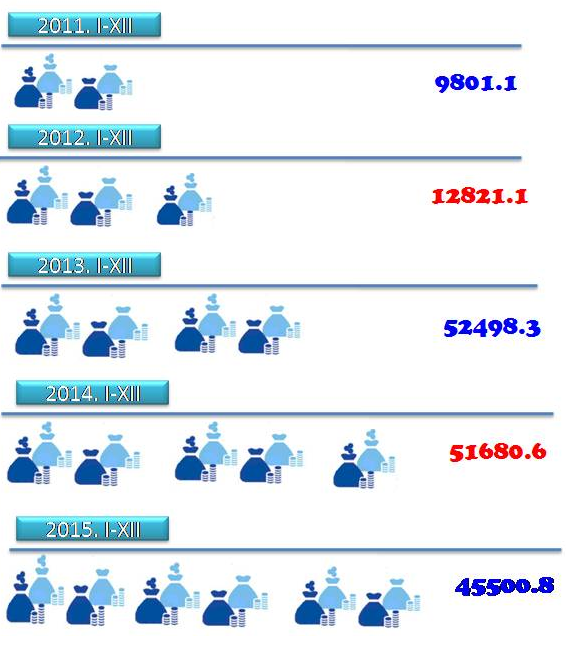 2011. I-XII
9801.1
2012. I-XII
12821.1
2013. I-XII
52498.3
2014. I-XII
51680.6
2015. I-XII
45500.8